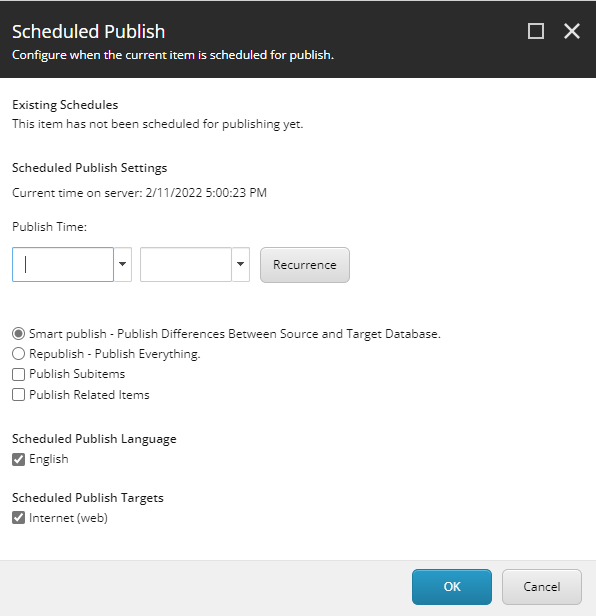 Scheduled Publish
Configure when the current item is scheduled for publish.
Existing Schedules
This item has not been scheduled for publishing yet.
Scheduled Publish Settings
Current time on server: 2/11/2022 5:00:23 PM
Publish Time:
Recurrence
Smart publish - Publish Differences Between Source and Target Database.
Republish - Publish Everything.
Publish Subitems
Publish Related Items
Scheduled Publish Language
English
Scheduled Publish Targets
Internet (web)
OK Cancel